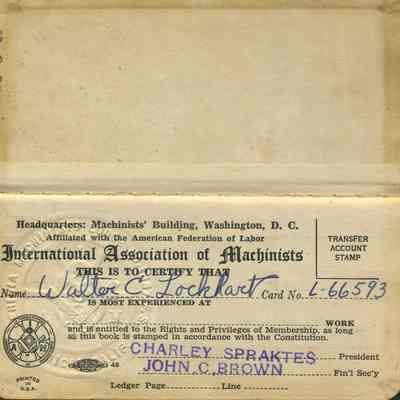 Headquarters: Machinists' Building, Washington, D. C.
Affiliated with the American Federation of Labor
International Association of Machinists
THIS IS TO CERTIFY THAT
Name Walter C Lockhart Card No. L-66593
IS MOST EXPERIENCED AT
WORK
and is entitled to the Rights and Privileges of Membership, as long
as this book is stamped in accordance with the Constitution.
CHARLEY SPRAKTES President
JOHN C. BROWN Fin'l Sec'y
Ledger Page Line
TRANSFER
ACCOUNT
STAMP
48
PRINTED
IN
U.S.A.